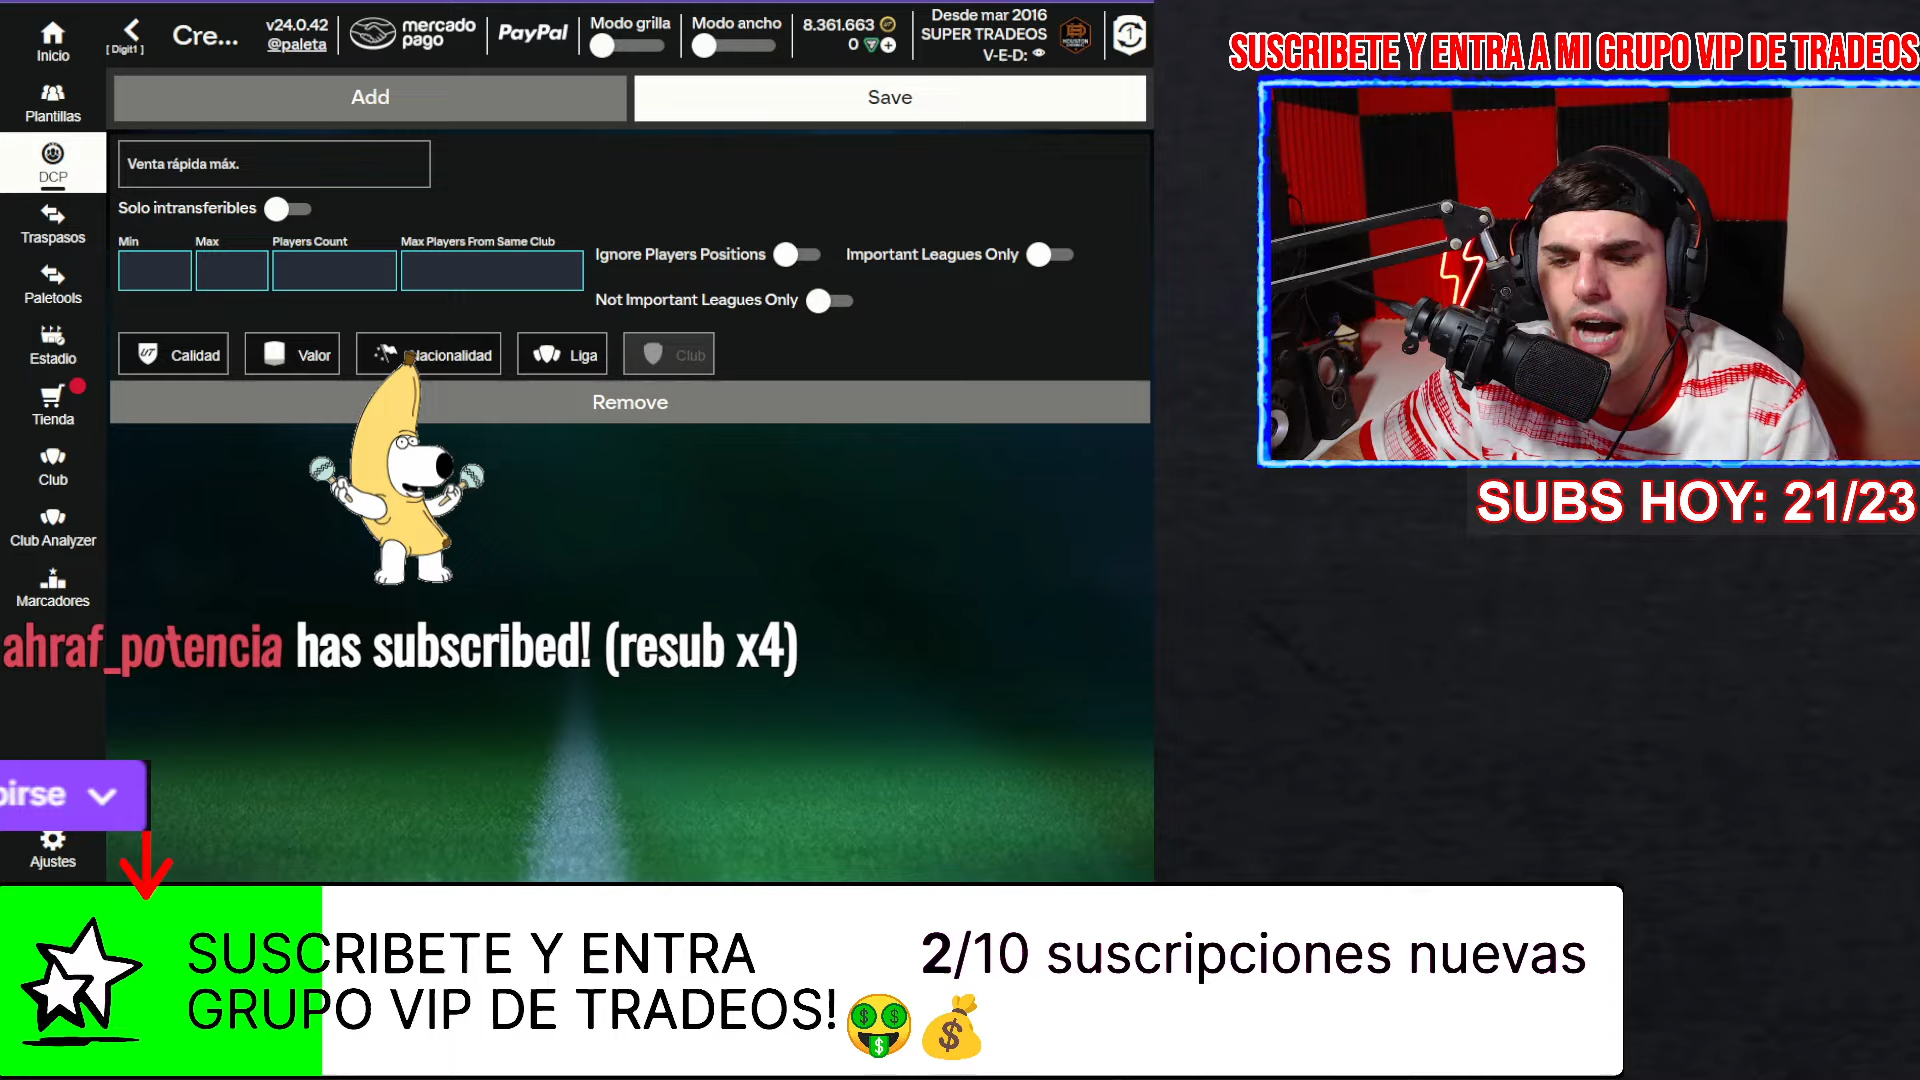 Inicio
[ Digit1 ]
Cre...
v24.0.42
@paleta
mercado
pago
PayPal
Modo grilla
Modo ancho
8.361.663
0
Desde mar 2016
SUPER TRADEOS
V-E-D:
1
Plantillas
DCP
Traspasos
Paletools
Estadio
Tienda
Club
Club Analyzer
Marcadores
Ajustes
Add
Save
Venta rápida máx.
Solo intransferibles
Min
Max
Players Count
Max Players From Same Club
Ignore Players Positions
Important Leagues Only
Not Important Leagues Only
UT
Calidad
Valor
acionalidad
Liga
Club
Remove
ahraf_potencia has subscribed! (resub x4)
birse
SUSCRIBETE Y ENTRA A MI GRUPO VIP DE TRADEOS
SUBS HOY: 21/23
SUSCRIBETE Y ENTRA
GRUPO VIP DE TRADEOS!
2/10 suscripciones nuevas